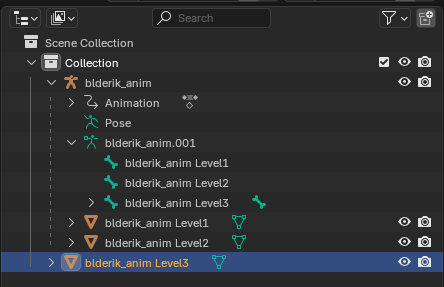 Search
Scene Collection
Collection
blderik_anim
Animation
Pose
blderik_anim.001
blderik_anim Level1
blderik_anim Level2
blderik_anim Level3
blderik_anim Level1
blderik_anim Level2
blderik_anim Level3